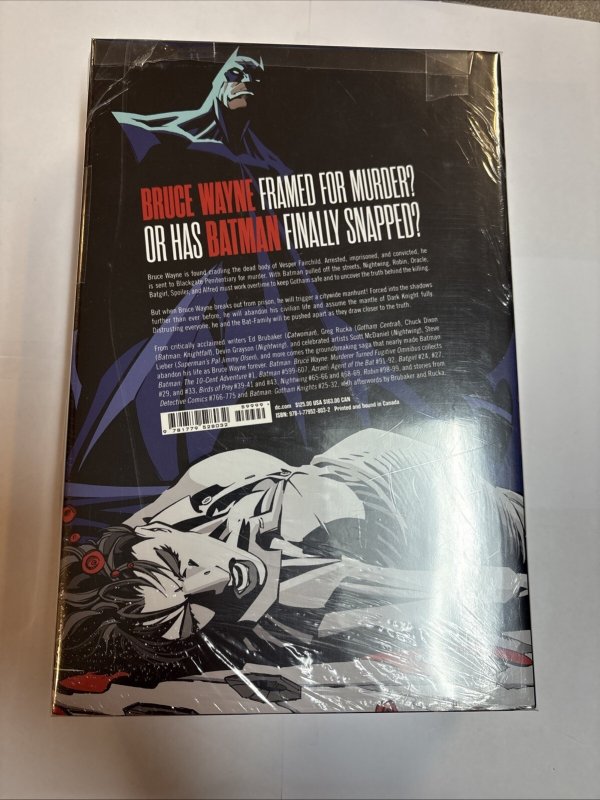 BRUCE WAYNE FRAMED FOR MURDER?
OR HAS BATMAN FINALLY SNAPPED?
Bruce Wayne is found cradling the dead body of Vesper Fairchild. Arrested, imprisoned, and convicted, he
is sent to Blackgate Penitentiary for murder. With Batman pulled off the streets, Nightwing, Robin, Oracle,
Batgirl, Spoiler, and Alfred must work overtime to keep Gotham safe and to uncover the truth behind the killing.
But when Bruce Wayne breaks out from prison, he will trigger a citywide manhunt! Forced into the shadows
further than ever before, he will abandon his civilian life and assume the mantle of Dark Knight fully.
Distrusting everyone, he and the Bat-Family will be pushed apart as they draw closer to the truth.
From critically acclaimed writers Ed Brubaker (Catwoman), Greg Rucka (Gotham Central), Chuck Dixon
(Batman: Knightfall), Devin Grayson (Nightwing), and celebrated artists Scott McDaniel (Nightwing), Steve
Lieber (Superman's Pal Jimmy Olsen), and more comes the groundbreaking saga that nearly made Batman
abandon his life as Bruce Wayne forever. Batman: Bruce Wayne: Murderer Turned Fugitive Omnibus collects
Batman: The 10-Cent Adventure #1, Batman #599-607, Azrael: Agent of the Bat #91-92, Batgirl #24, #27,
#29, and #33, Birds of Prey #39-41 and #43, Nightwing #65-66 and #68-69, Robin #98-99, and stories from
Detective Comics #766-775 and Batman: Gotham Knights #25-32, with afterwords by Brubaker and Rucka.
dc.com $125.00 USA $163.00 CAN
ISBN: 978-1-77952-803-2 Printed and bound in Canada
9 781779 528032